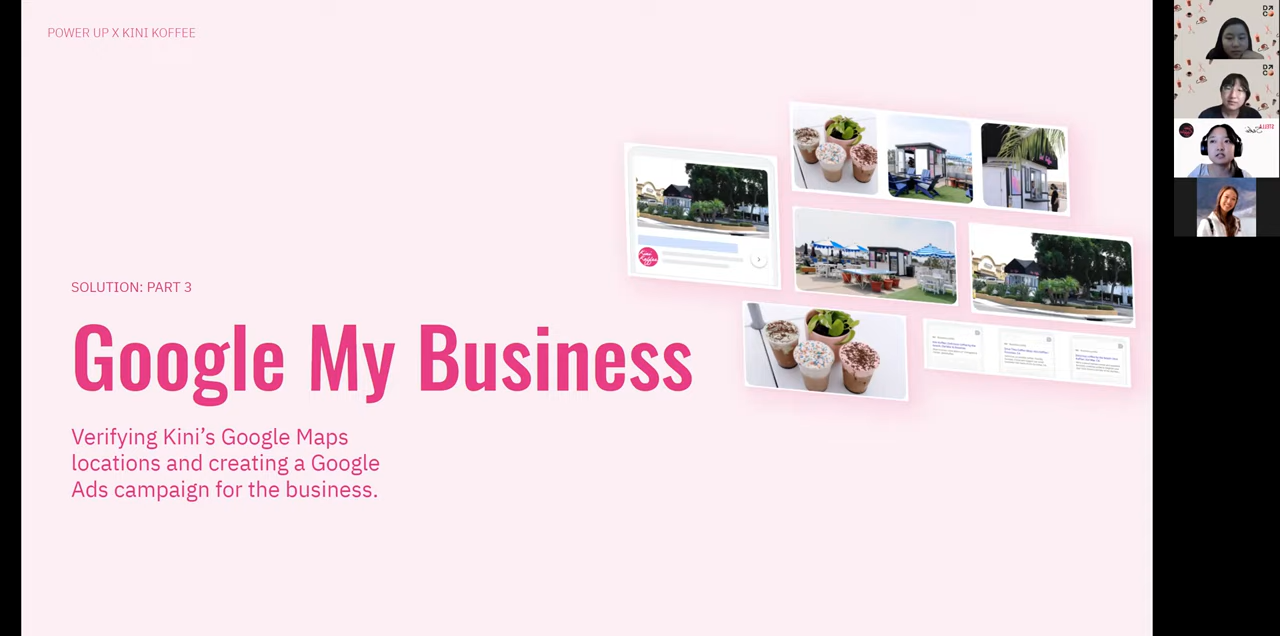 POWER UP X KINI KOFFEE
SOLUTION: PART 3
Google My Business
Verifying Kini’s Google Maps
locations and creating a Google
Ads campaign for the business.